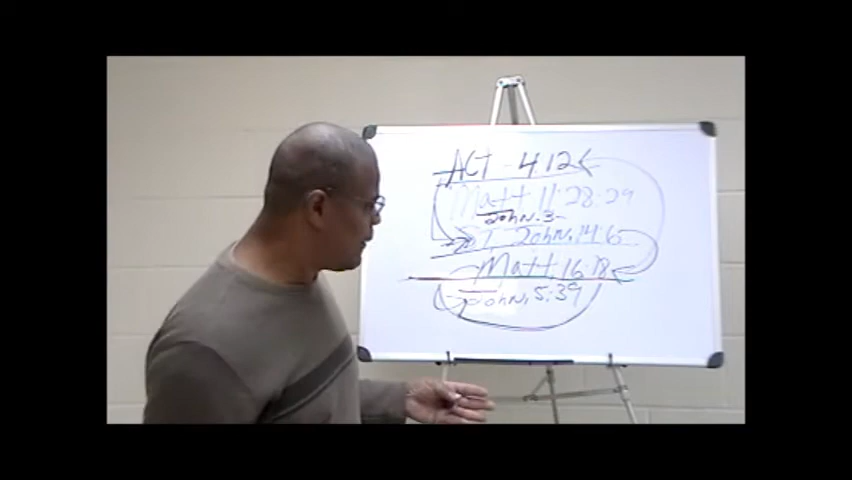 ACT - 4:12
Matt 11:28-29
John. 3-
ST. John. 14:6
Matt. 16:18
John. 5:39